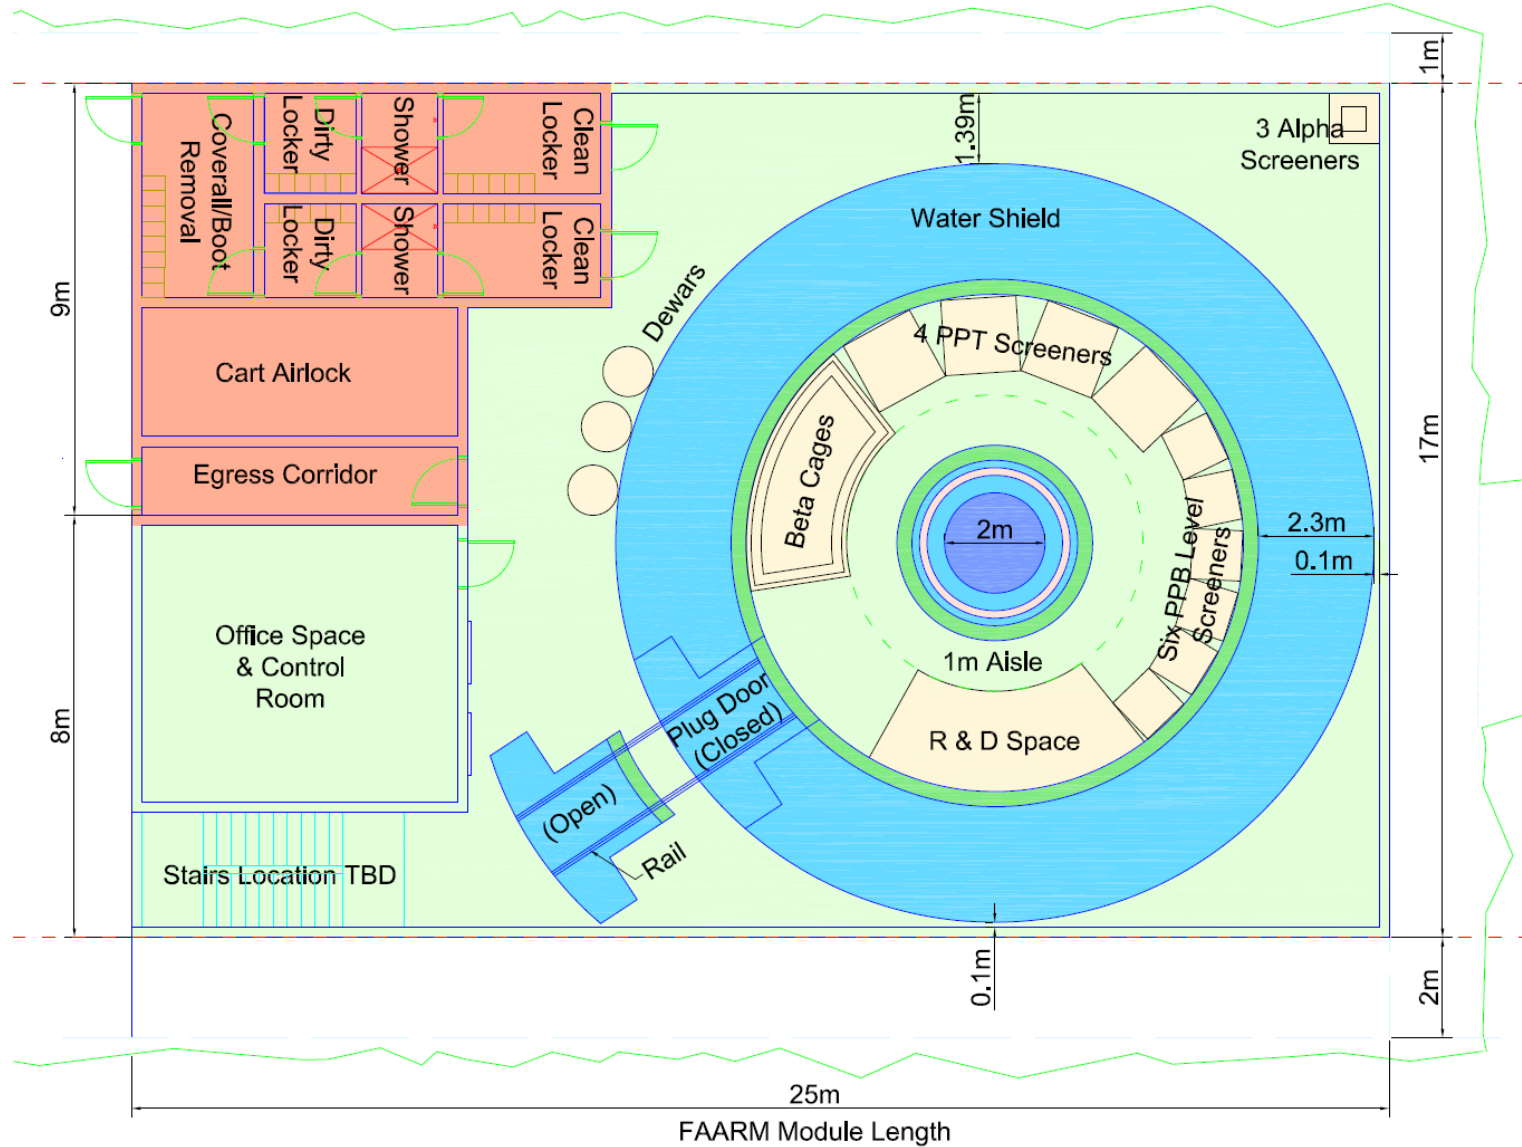 1m
1.39m
3 Alpha
Screeners
Coverall/Boot
Removal
Dirty
Locker
Shower
Clean
Locker
Dirty
Locker
Shower
Clean
Locker
Water Shield
9m
Dewars
Cart Airlock
4 PPT Screeners
17m
Egress Corridor
Beta Cages
2m
2.3m
0.1m
Six PPB Level
Screeners
Office Space
& Control
Room
1m Aisle
8m
Plug Door
(Closed)
R & D Space
(Open)
Rail
Stairs Location TBD
0.1m
2m
25m
FAARM Module Length